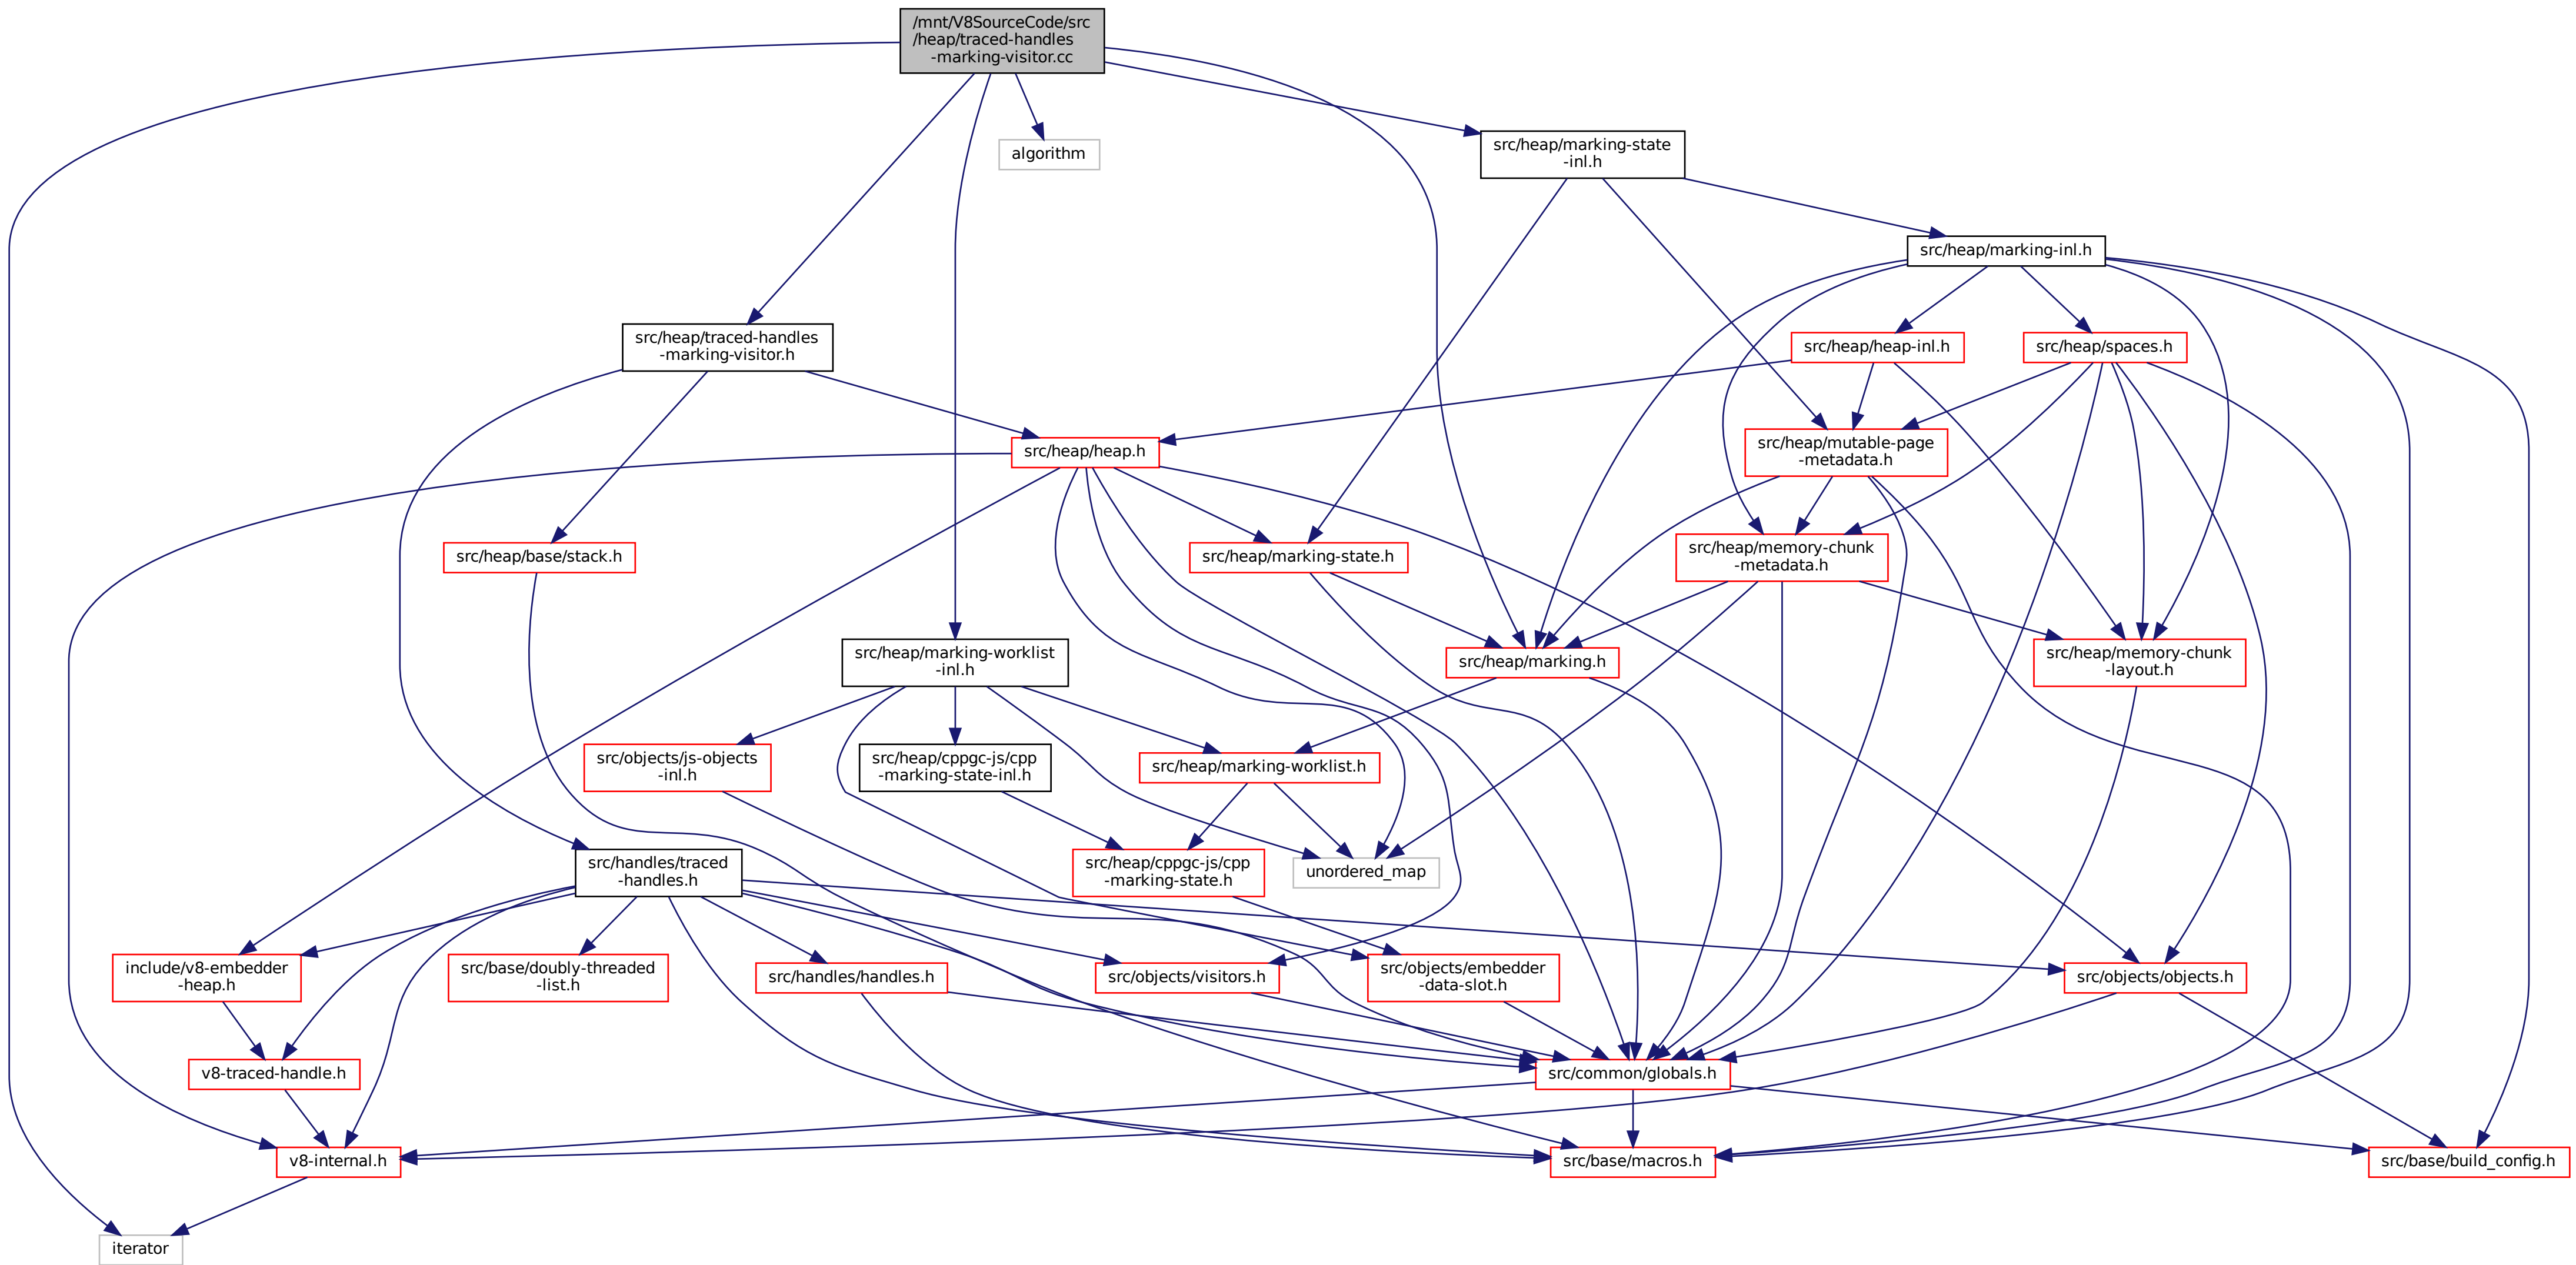 /mnt/V8SourceCode/src
/heap/traced-handles
-marking-visitor.cc
algorithm
src/heap/marking-state
-inl.h
src/heap/marking-inl.h
src/heap/traced-handles
-marking-visitor.h
src/heap/heap-inl.h
src/heap/spaces.h
src/heap/heap.h
src/heap/mutable-page
-metadata.h
src/heap/base/stack.h
src/heap/marking-state.h
src/heap/memory-chunk
-metadata.h
src/heap/marking-worklist
-inl.h
src/heap/marking.h
src/heap/memory-chunk
-layout.h
src/objects/js-objects
-inl.h
src/heap/cppgc-js/cpp
-marking-state-inl.h
src/heap/marking-worklist.h
src/handles/traced
-handles.h
src/heap/cppgc-js/cpp
-marking-state.h
unordered_map
include/v8-embedder
-heap.h
src/base/doubly-threaded
-list.h
src/handles/handles.h
src/objects/visitors.h
src/objects/embedder
-data-slot.h
src/objects/objects.h
v8-traced-handle.h
src/common/globals.h
v8-internal.h
src/base/macros.h
src/base/build_config.h
iterator